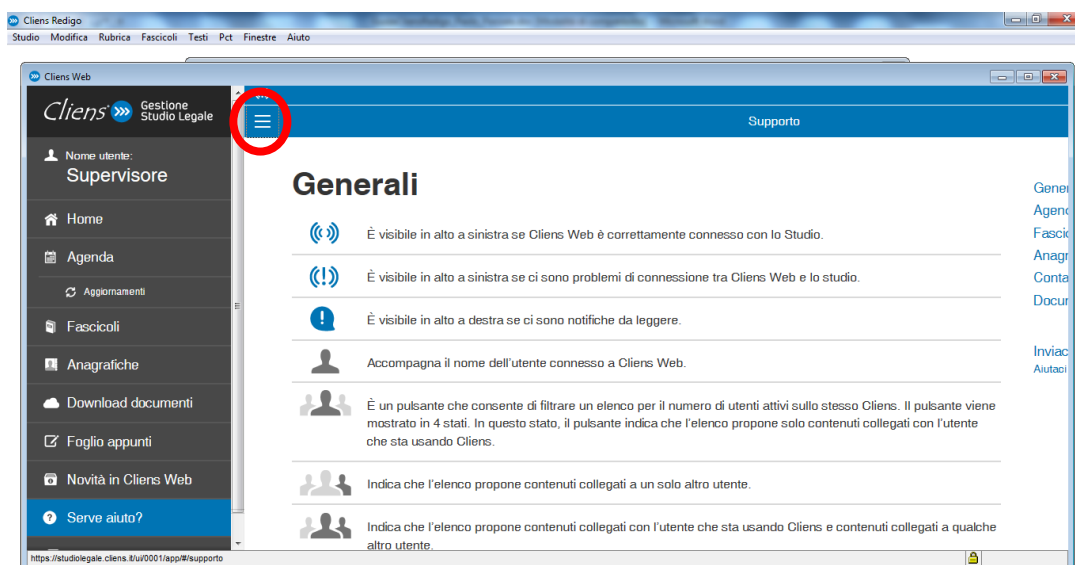 Cliens Redigo
Studio Modifica Rubrica Fascicoli Testi Pct Finestre Aiuto
Cliens Web
Cliens Gestione
Studio Legale
Supporto
Nome utente:
Supervisore
Home
Agenda
Aggiornamenti
Fascicoli
Anagrafiche
Download documenti
Foglio appunti
Novità in Cliens Web
Serve aiuto?
Generali
È visibile in alto a sinistra se Cliens Web è correttamente connesso con lo Studio.
È visibile in alto a sinistra se ci sono problemi di connessione tra Cliens Web e lo studio.
È visibile in alto a destra se ci sono notifiche da leggere.
Accompagna il nome dell'utente connesso a Cliens Web.
È un pulsante che consente di filtrare un elenco per il numero di utenti attivi sullo stesso Cliens. Il pulsante viene
mostrato in 4 stati. In questo stato, il pulsante indica che l'elenco propone solo contenuti collegati con l'utente
che sta usando Cliens.
Indica che l'elenco propone contenuti collegati a un solo altro utente.
Indica che l'elenco propone contenuti collegati con l'utente che sta usando Cliens e contenuti collegati a qualche
altro utente.
Gener
Agend
Fascic
Anagr
Conta
Docum
Inviac
Aiutaci
https://studiolegale.cliens.it/ui/0001/app/#/supporto